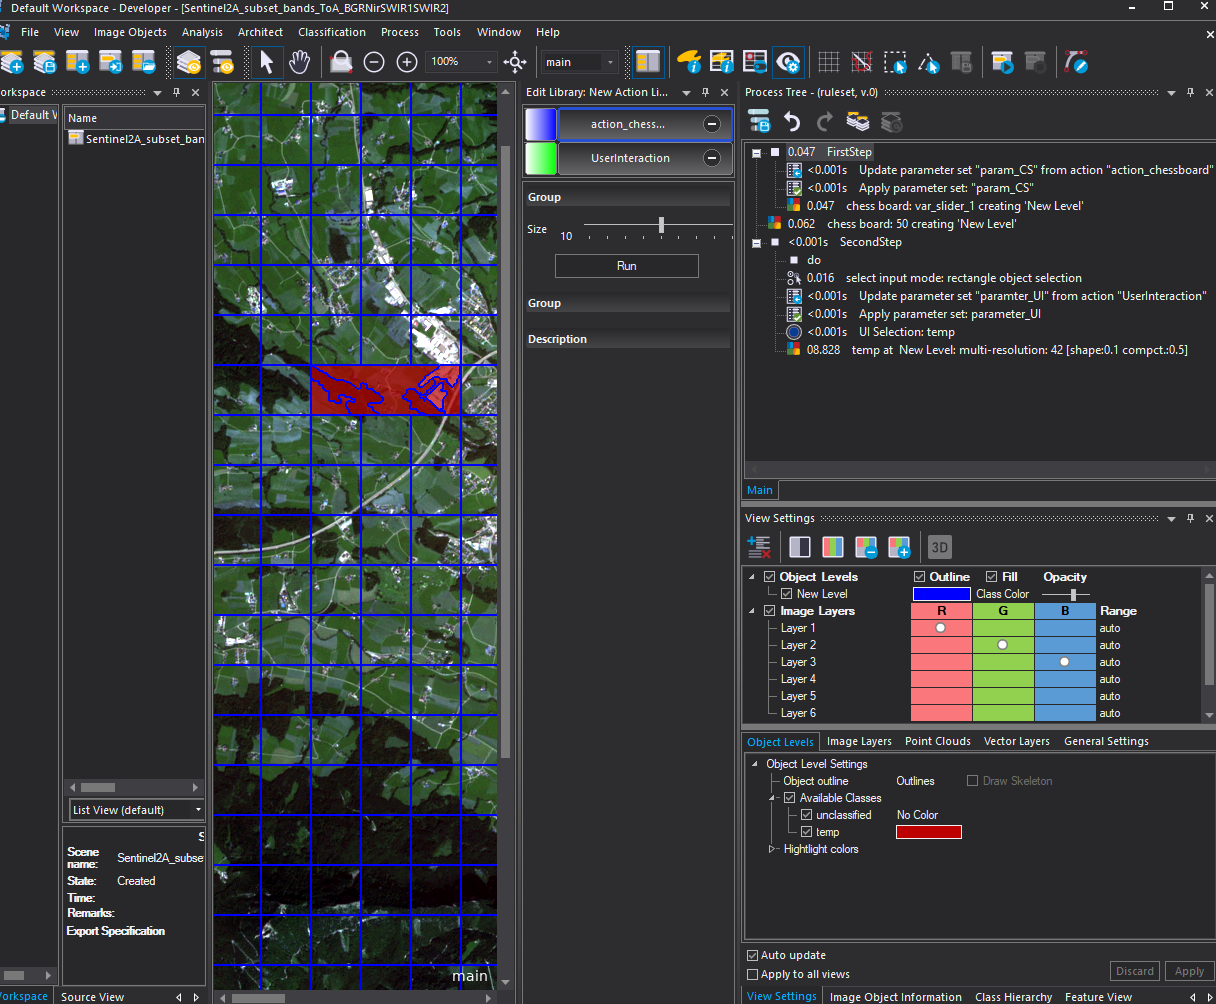 Default Workspace - Developer - [Sentinel2A_subset_bands_ToA_BGRNirSWIR1SWIR2]
File View Image Objects Analysis Architect Classification Process Tools Window Help
100%
main
orkspace
Default W
Name
Sentinel2A_subset_ban
List View (default)
S
Scene name: Sentinel2A_subse
State: Created
Time:
Remarks:
Export Specification
orkspace Source View
main
Edit Library: New Action Li...
action_chess...
UserInteraction
Group
Size 10
Run
Group
Description
Process Tree - (ruleset, v.0)
0.047 FirstStep
<0.001s Update parameter set "param_CS" from action "action_chessboard"
<0.001s Apply parameter set: "param_CS"
0.047 chess board: var_slider_1 creating 'New Level'
0.062 chess board: 50 creating 'New Level'
<0.001s SecondStep
do
0.016 select input mode: rectangle object selection
<0.001s Update parameter set "paramter_UI" from action "UserInteraction"
<0.001s Apply parameter set: parameter_UI
<0.001s UI Selection: temp
08.828 temp at New Level: multi-resolution: 42 [shape:0.1 compct.:0.5]
Main
View Settings
3D
Object Levels Outline Fill Opacity
New Level Class Color
Image Layers R G B Range
Layer 1 auto
Layer 2 auto
Layer 3 auto
Layer 4 auto
Layer 5 auto
Layer 6 auto
Object Levels Image Layers Point Clouds Vector Layers General Settings
Object Level Settings
Object outline Outlines Draw Skeleton
Available Classes
unclassified No Color
temp
Hightlight colors
Auto update
Apply to all views
Discard Apply
View Settings Image Object Information Class Hierarchy Feature View